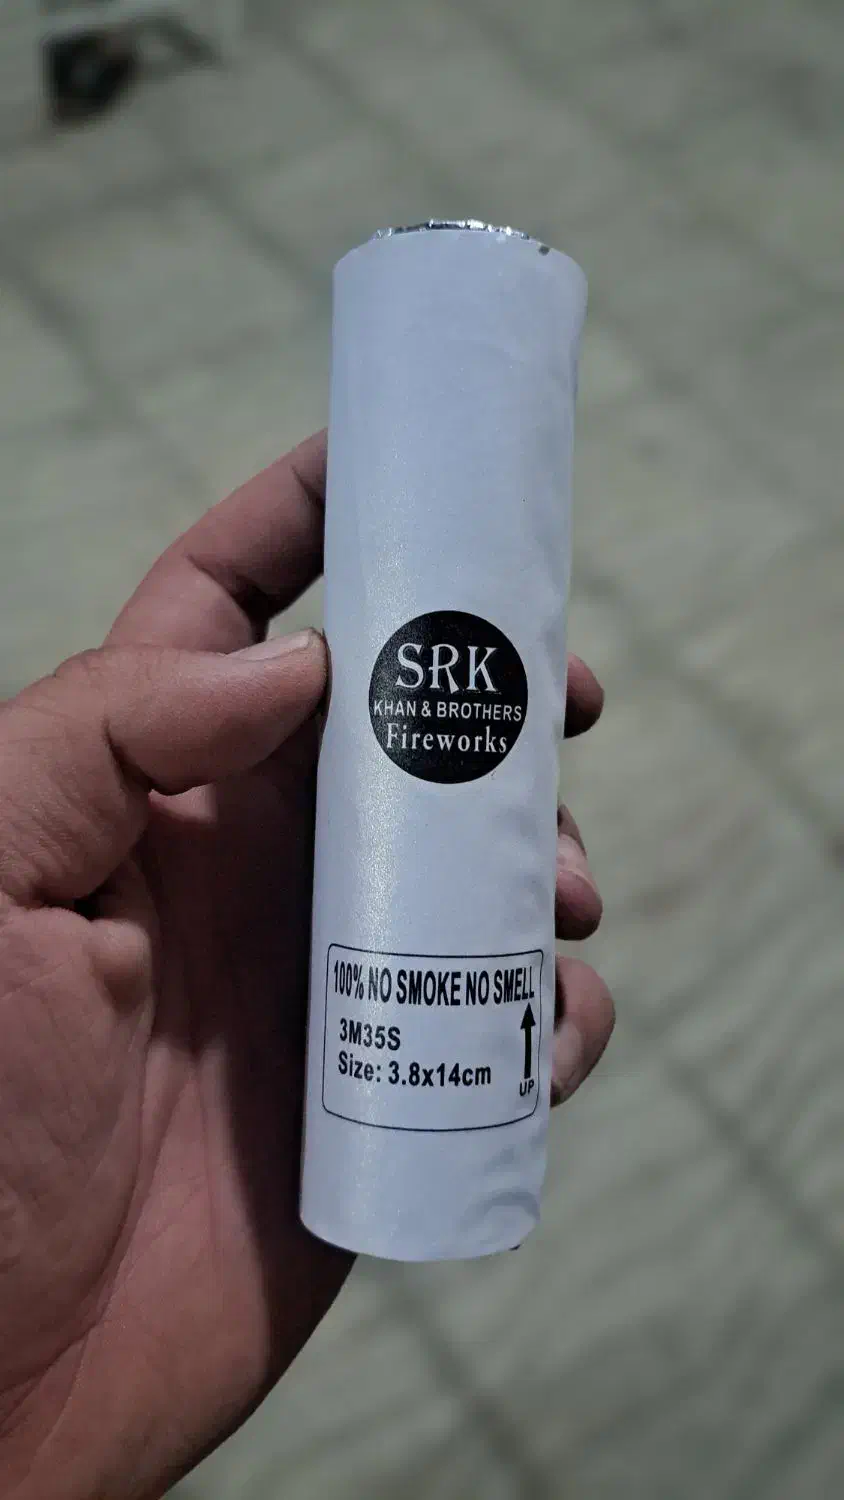 SRK
KHAN & BROTHERS
Fireworks
100% NO SMOKE NO SMELL
3M35S
Size: 3.8x14cm
UP